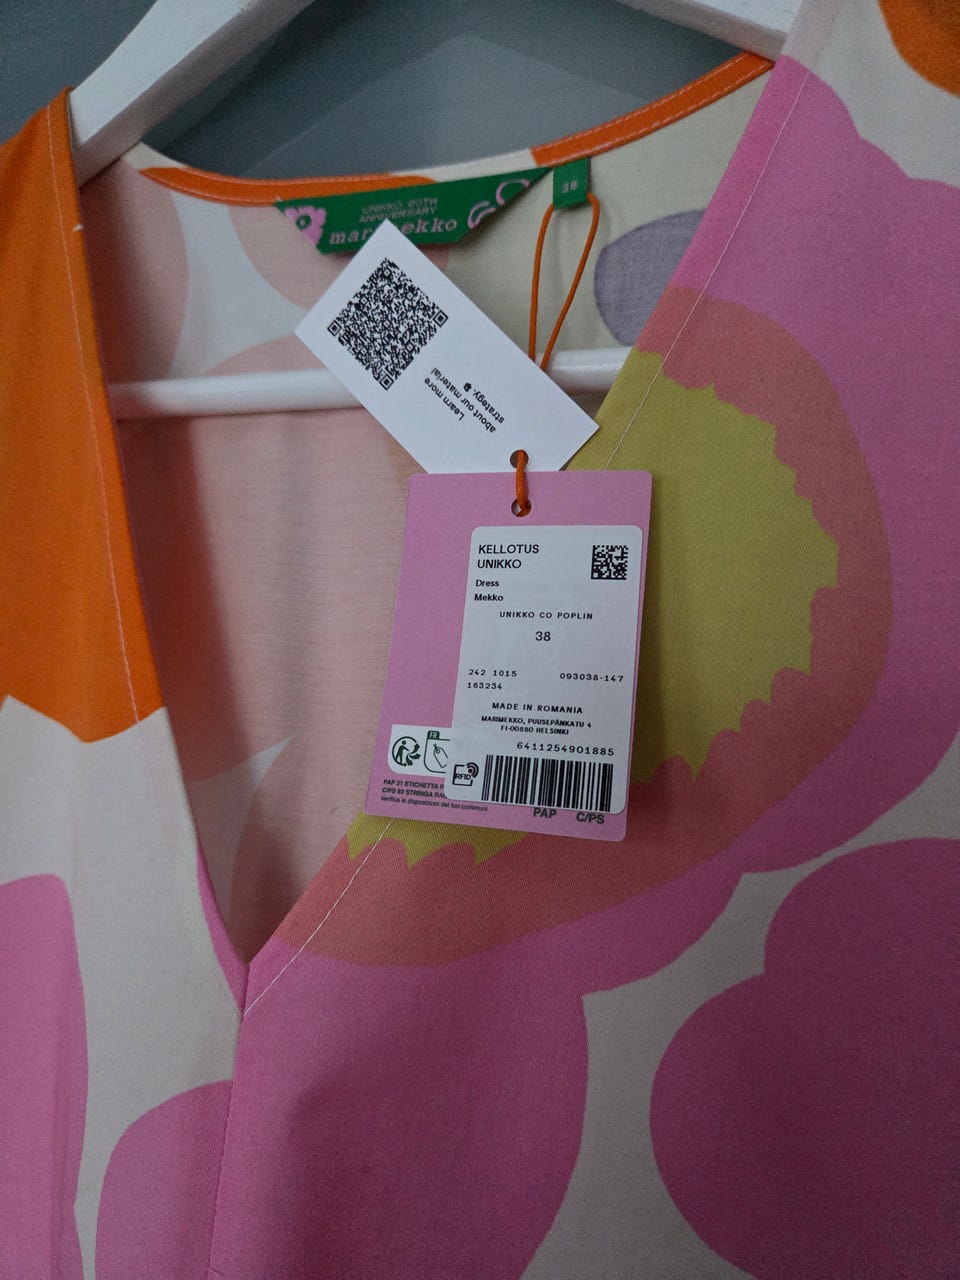 UNIKKO 60TH
ANNIVERSARY
marimekko
38
Learn more
about our material
strategy.
KELLOTUS
UNIKKO
Dress
Mekko
UNIKKO CO POPLIN
38
242 1015 093038-147
163234
MADE IN ROMANIA
MARIMEKKO, PUUSEPÄNKATU 4
FI-00880 HELSINKI
6411254901885
FR
RFID
PAP 21 ETICHETTA
C/PS 93 STRINGA
Verifica le disposizioni del tuo comune
PAP C/PS